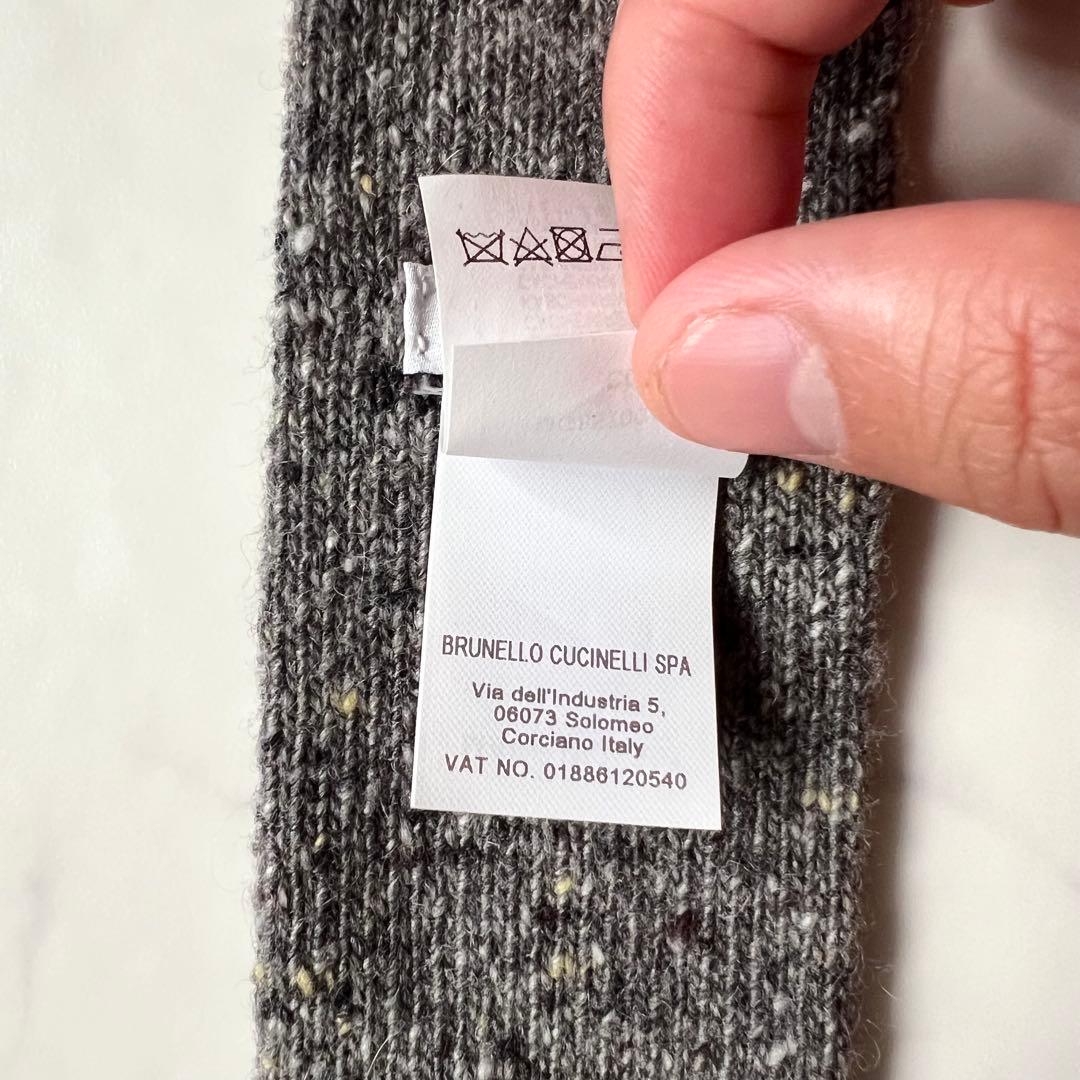 BRUNELLO CUCINELLI SPA
Via dell'Industria 5,
06073 Solomeo
Corciano Italy
VAT NO. 01886120540